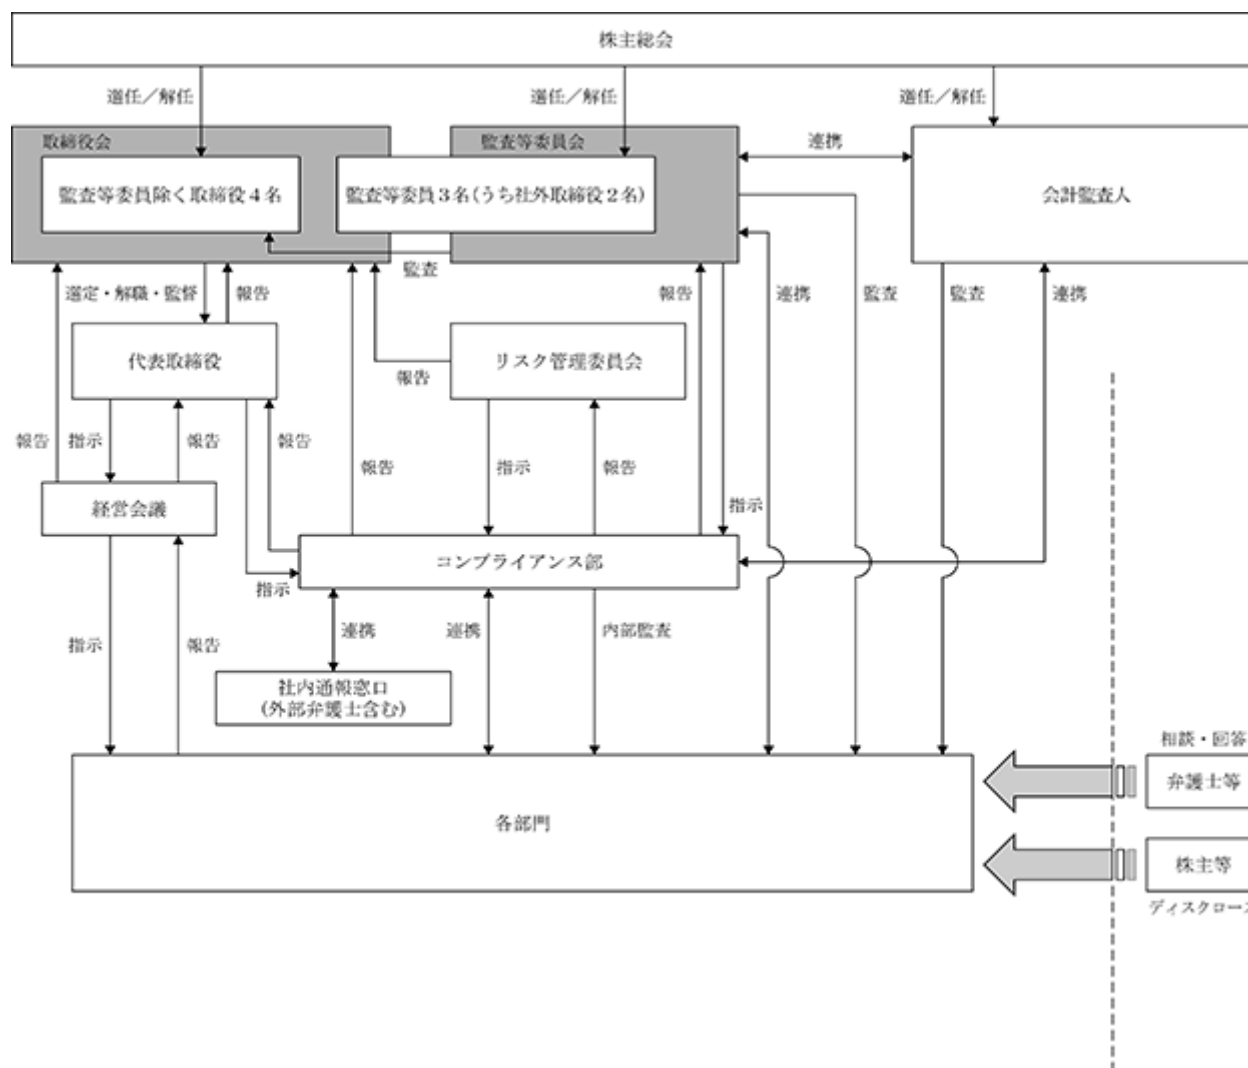 株主総会
選任／解任
選任／解任
選任／解任
取締役会
監査等委員会
連携
監査等委員除く取締役４名
監査等委員３名(うち社外取締役２名)
会計監査人
監査
選定・解職・監督
報告
報告
連携
監査
監査
連携
代表取締役
リスク管理委員会
報告
報告
指示
報告
報告
報告
指示
報告
経営会議
指示
コンプライアンス部
指示
連携
連携
内部監査
指示
報告
社内通報窓口
(外部弁護士含む)
相談・回答
弁護士等
各部門
株主等
ディスクロー